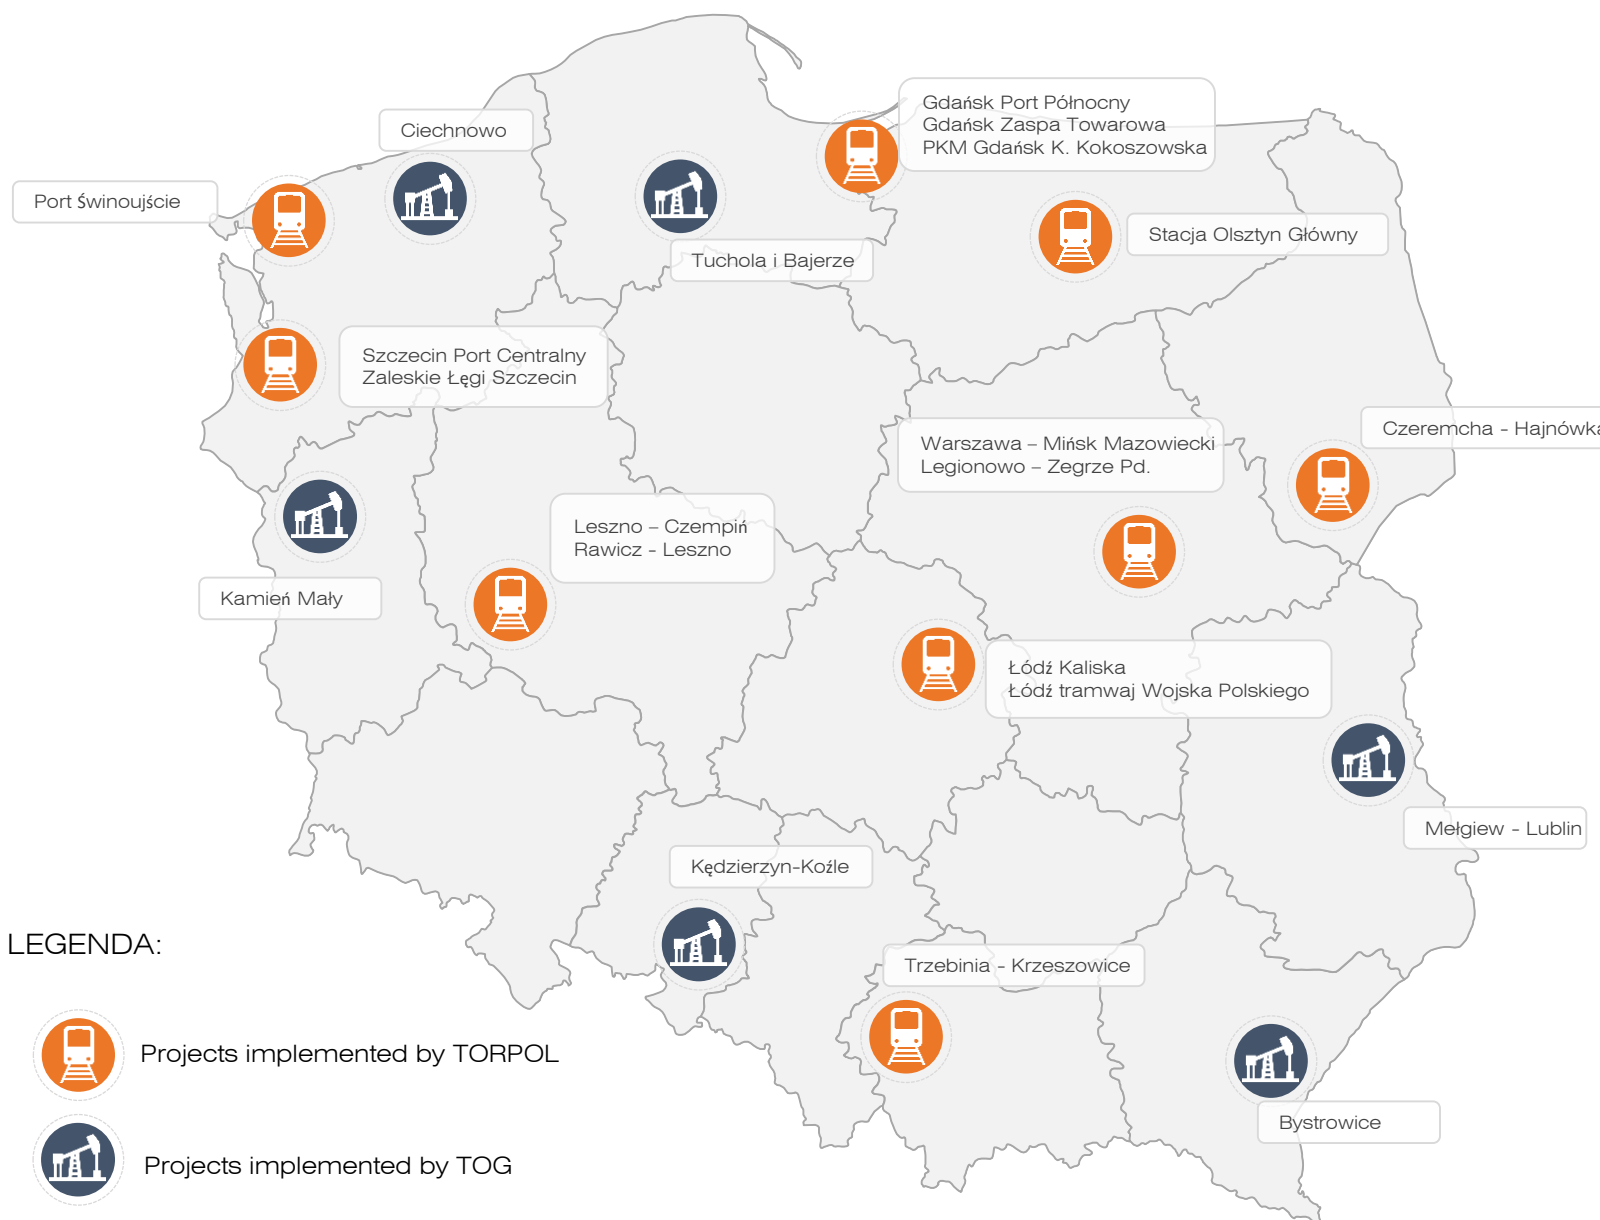 Ciechnowo
Gdańsk Port Północny
Gdańsk Zaspa Towarowa
PKM Gdańsk K. Kokoszowska
Port Świnoujście
Stacja Olsztyn Główny
Tuchola i Bajerze
Szczecin Port Centralny
Zaleskie Łęgi Szczecin
Warszawa – Mińsk Mazowiecki
Legionowo – Zegrze Pd.
Czeremcha - Hajnówka
Leszno – Czempiń
Rawicz - Leszno
Kamień Mały
Łódź Kaliska
Łódź tramwaj Wojska Polskiego
Mełgiew - Lublin
Kędzierzyn-Koźle
Trzebinia - Krzeszowice
Bystrowice
LEGENDA:
Projects implemented by TORPOL
Projects implemented by TOG